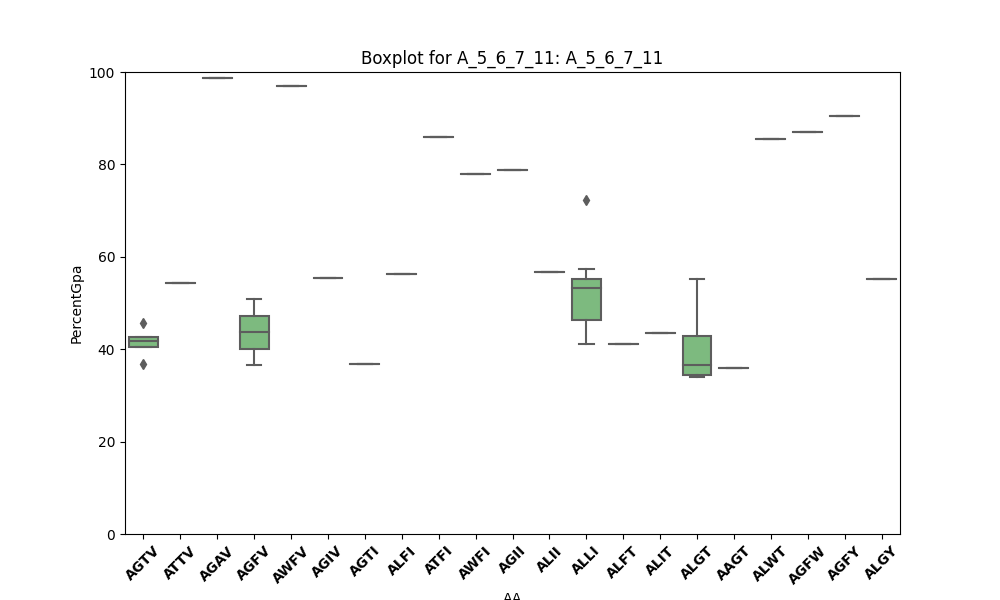 Boxplot for A_5_6_7_11: A_5_6_7_11
100
80
60
40
20
0
PercentGpa
AGTV ATTV AGAV AGFV AWFV AGIV AGTI ALFI ATFI AWFI AGII ALII ALLI ALFT ALIT ALGT AAGT ALWT AGFW AGFY ALGY
AA